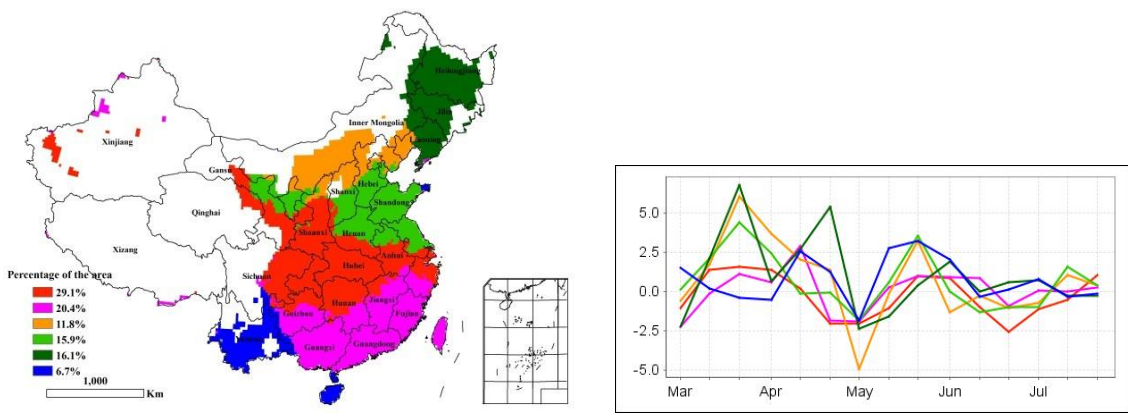 Heilongjiang
Jilin
Inner Mongolia
Liaoning
Xinjiang
Gansu
Hebei
Shanxi
Shandong
Qinghai
Shaanxi
Henan
Xizang
Anhui
Sichuan
Hubei
Percentage of the area
29.1%
20.4%
11.8%
15.9%
16.1%
6.7%
Hunan
Jiangxi
Guizhou
Fujian
Guangxi
Guangdong
1,000
Km
5.0
2.5
0.0
-2.5
-5.0
Mar Apr May Jun Jul